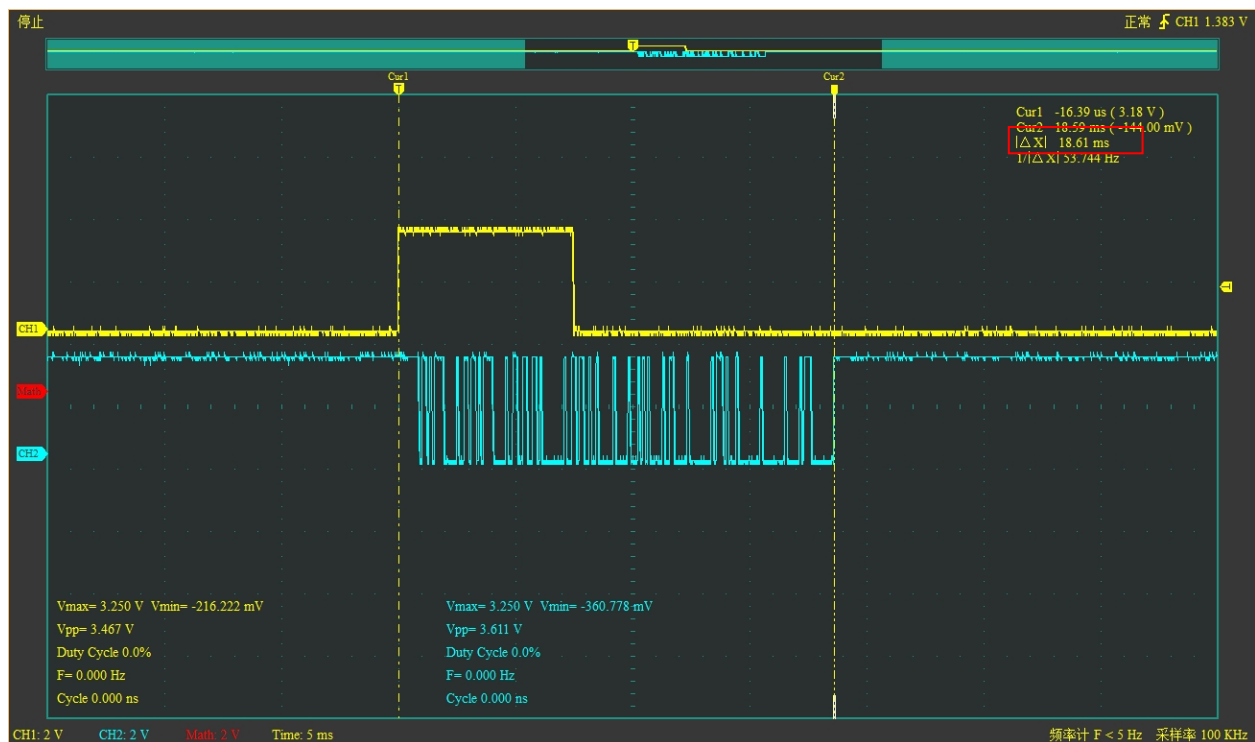 停止
正常 CH1 1.383 V
T
Cur1
Cur2
T
Cur1 -16.39 us ( 3.18 V )
Cur2 18.59 ms ( -144.00 mV )
|△ X| 18.61 ms
1/|△ X| 53.744 Hz
CH1
Math
CH2
Vmax= 3.250 V Vmin= -216.222 mV
Vpp= 3.467 V
Duty Cycle 0.0%
F= 0.000 Hz
Cycle 0.000 ns
Vmax= 3.250 V Vmin= -360.778 mV
Vpp= 3.611 V
Duty Cycle 0.0%
F= 0.000 Hz
Cycle 0.000 ns
CH1: 2 V CH2: 2 V Math: 2 V Time: 5 ms
频率计 F < 5 Hz 采样率 100 KHz